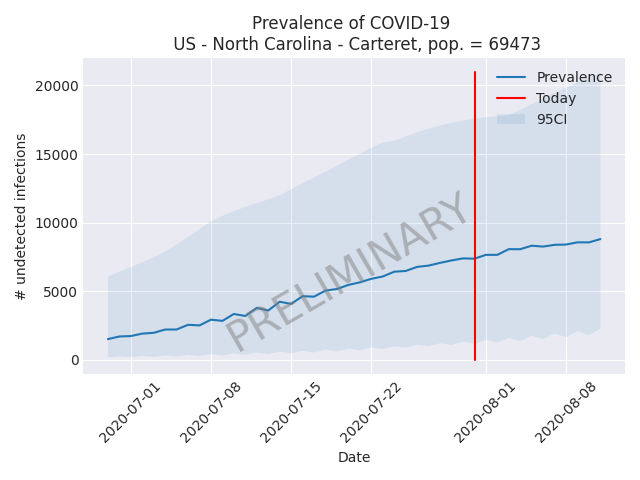 Prevalence of COVID-19
US - North Carolina - Carteret, pop. = 69473
Prevalence
Today
95CI
# undetected infections
20000
15000
10000
5000
0
PRELIMINARY
2020-07-01
2020-07-08
2020-07-15
2020-07-22
2020-08-01
2020-08-08
Date